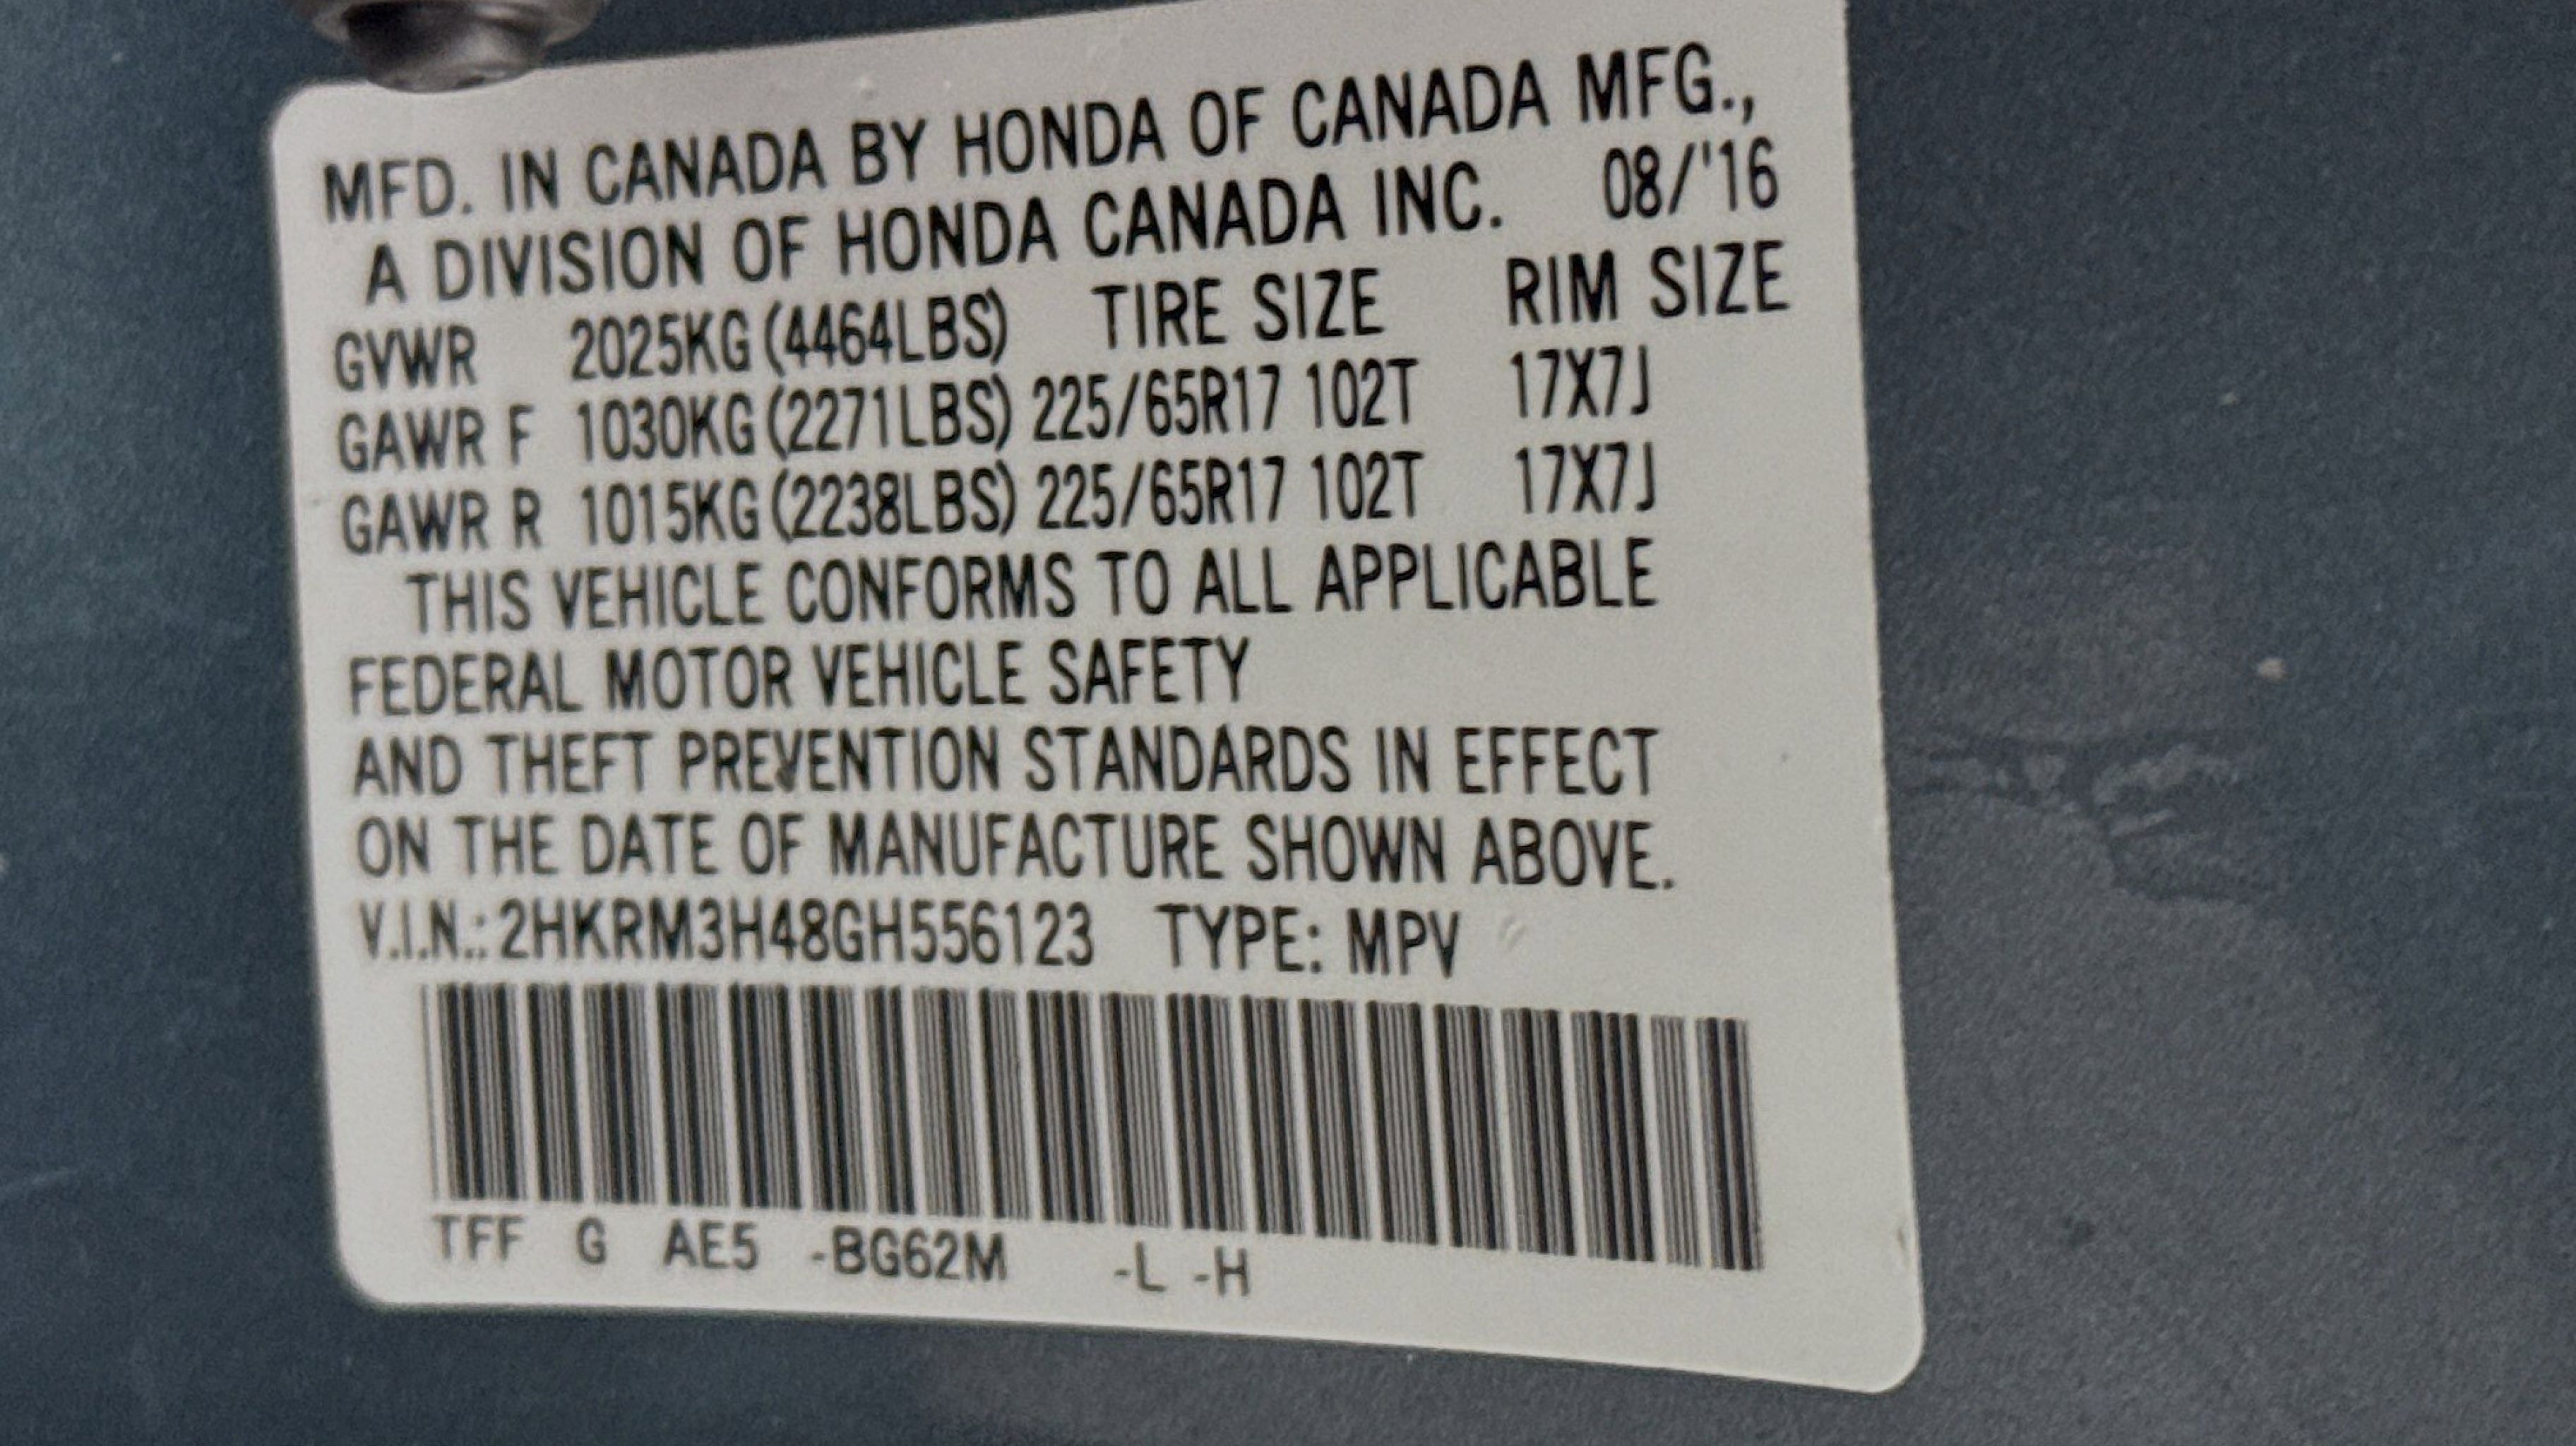 MFD. IN CANADA BY HONDA OF CANADA MFG.,
A DIVISION OF HONDA CANADA INC. 08/'16
GVWR 2025KG (4464LBS) TIRE SIZE RIM SIZE
GAWR F 1030KG (2271LBS) 225/65R17 102T 17X7J
GAWR R 1015KG (2238LBS) 225/65R17 102T 17X7J
THIS VEHICLE CONFORMS TO ALL APPLICABLE
FEDERAL MOTOR VEHICLE SAFETY
AND THEFT PREVENTION STANDARDS IN EFFECT
ON THE DATE OF MANUFACTURE SHOWN ABOVE.
V.I.N.: 2HKRM3H48GH556123 TYPE: MPV
TFF G AE5 -BG62M -L -H